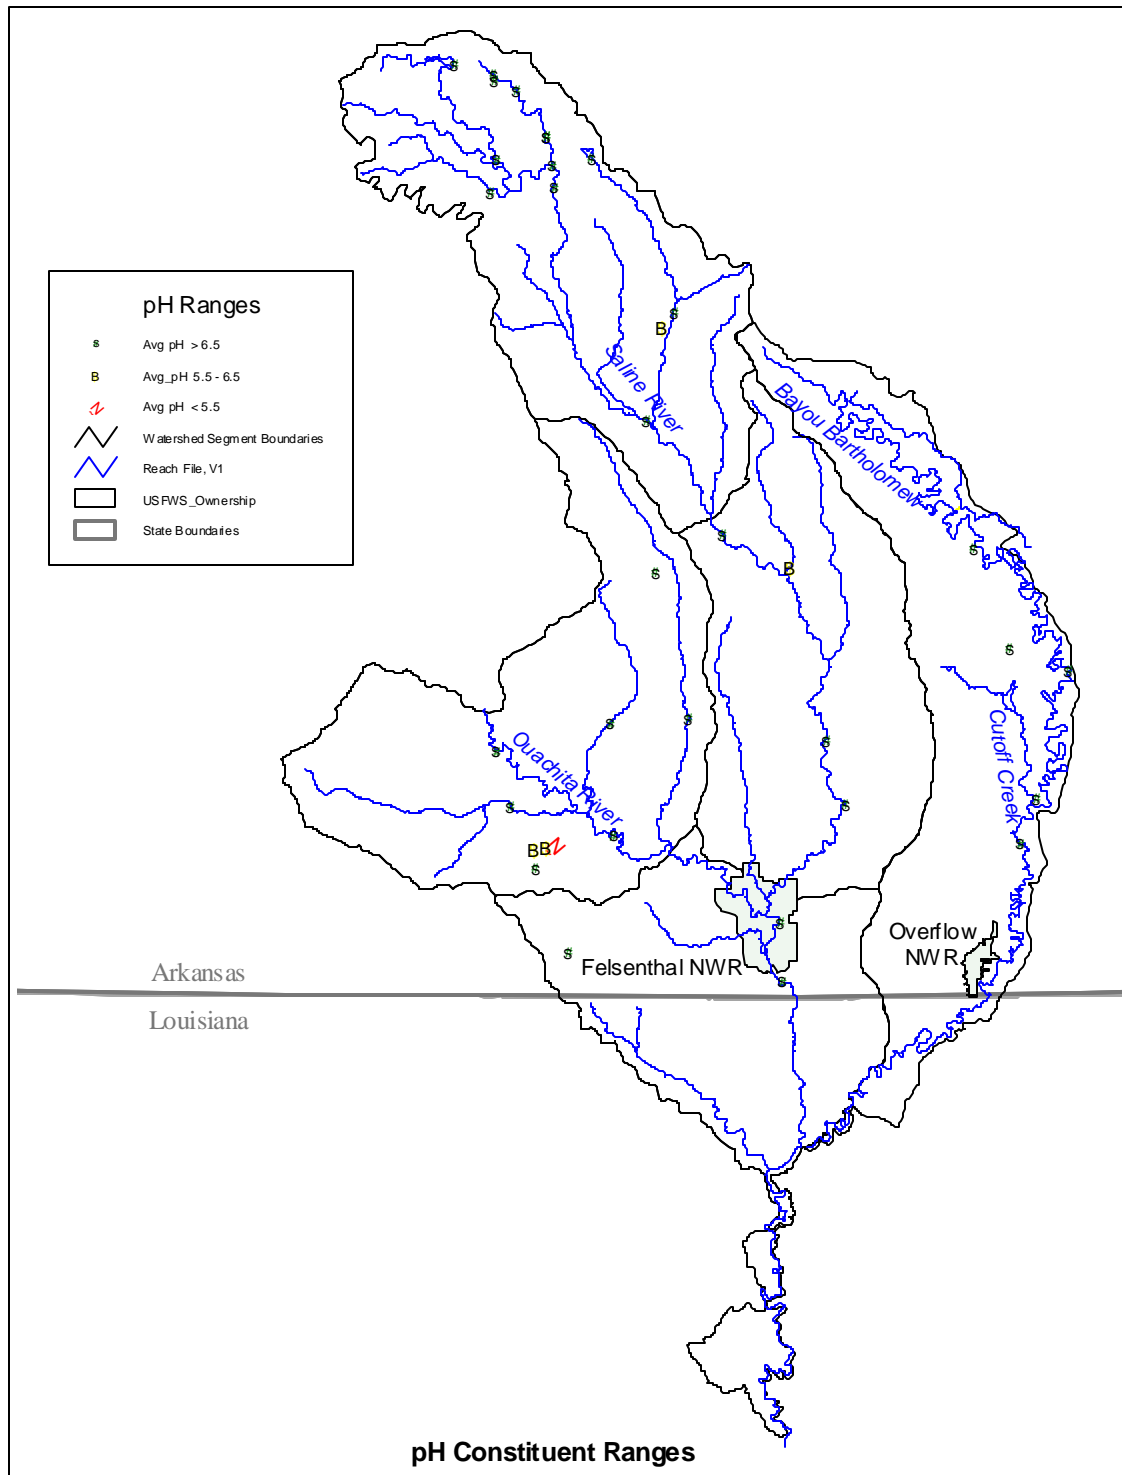 pH Ranges
s Avg pH > 6.5
B Avg_pH 5.5 - 6.5
N Avg pH < 5.5
Watershed Segment Boundaries
Reach File, V1
USFWS_Ownership
State Boundaries
s
s
s
s
s
s
s
s
s
s
s
B
Saline River
s
Bayou Bartholomew
s
s
B
s
s
s
s
s
Cutoff Creek
s
Ouachita River
s
s
s
s
s
s
s
B B N
s
s
Overflow
NWR
s
Felsenthal NWR
s
Arkansas
Louisiana
pH Constituent Ranges